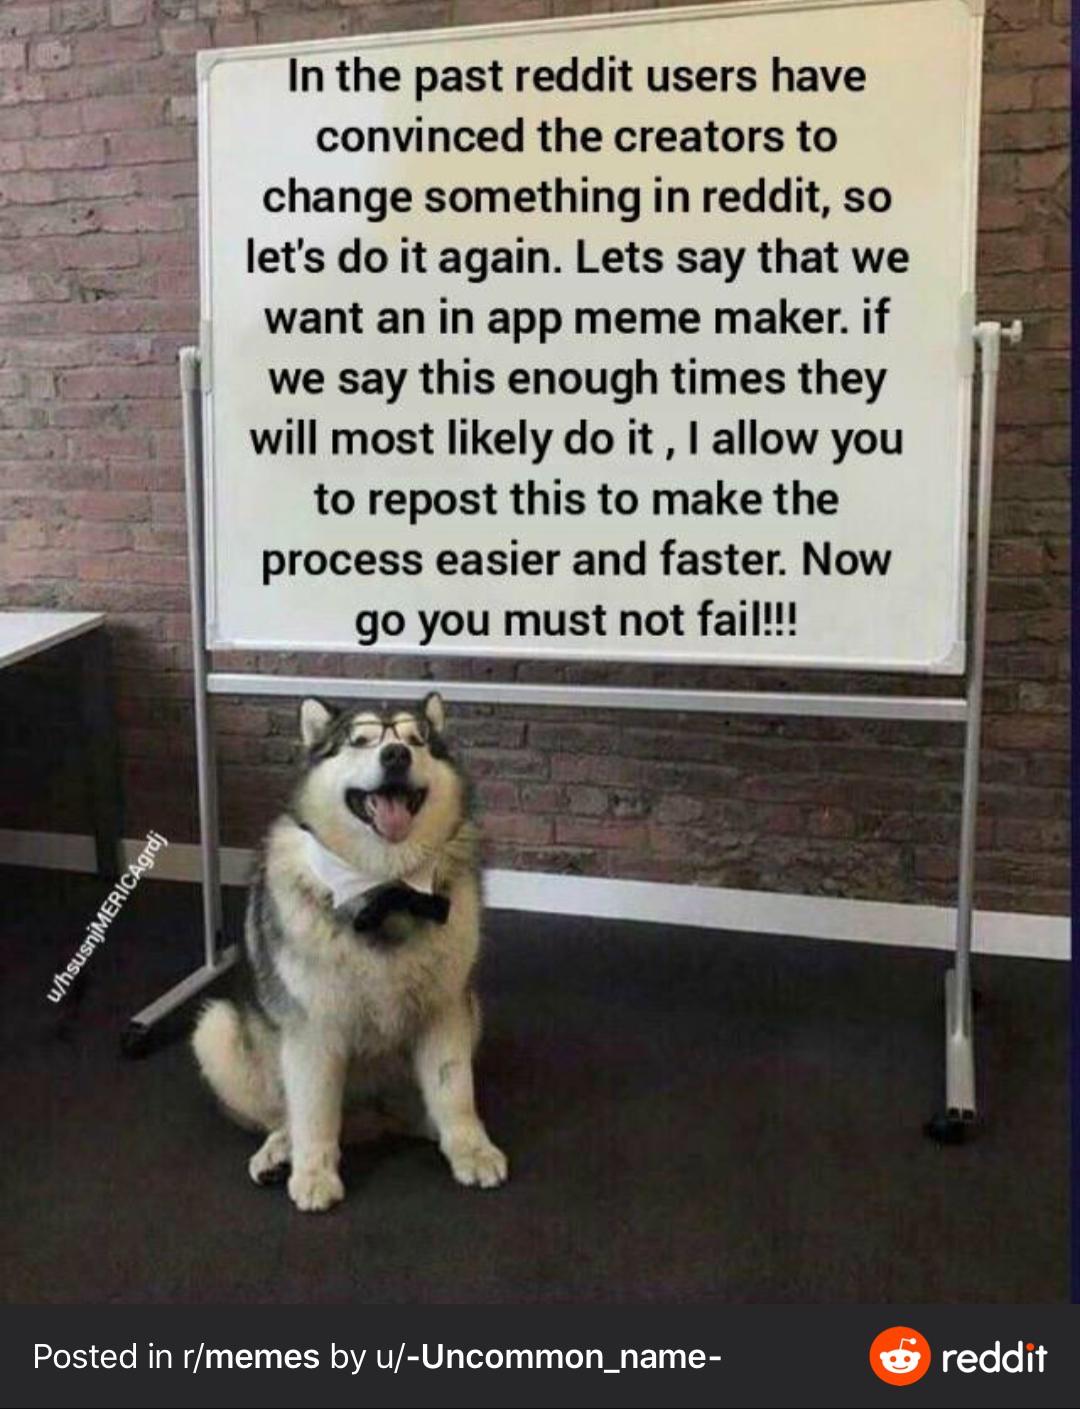 In the past reddit users have
convinced the creators to
change something in reddit, so
let's do it again. Lets say that we
want an in app meme maker. if
we say this enough times they
will most likely do it , I allow you
to repost this to make the
process easier and faster. Now
go you must not fail!!!
u/hsusnjMERICAgrdj
Posted in r/memes by u/-Uncommon_name-
reddit